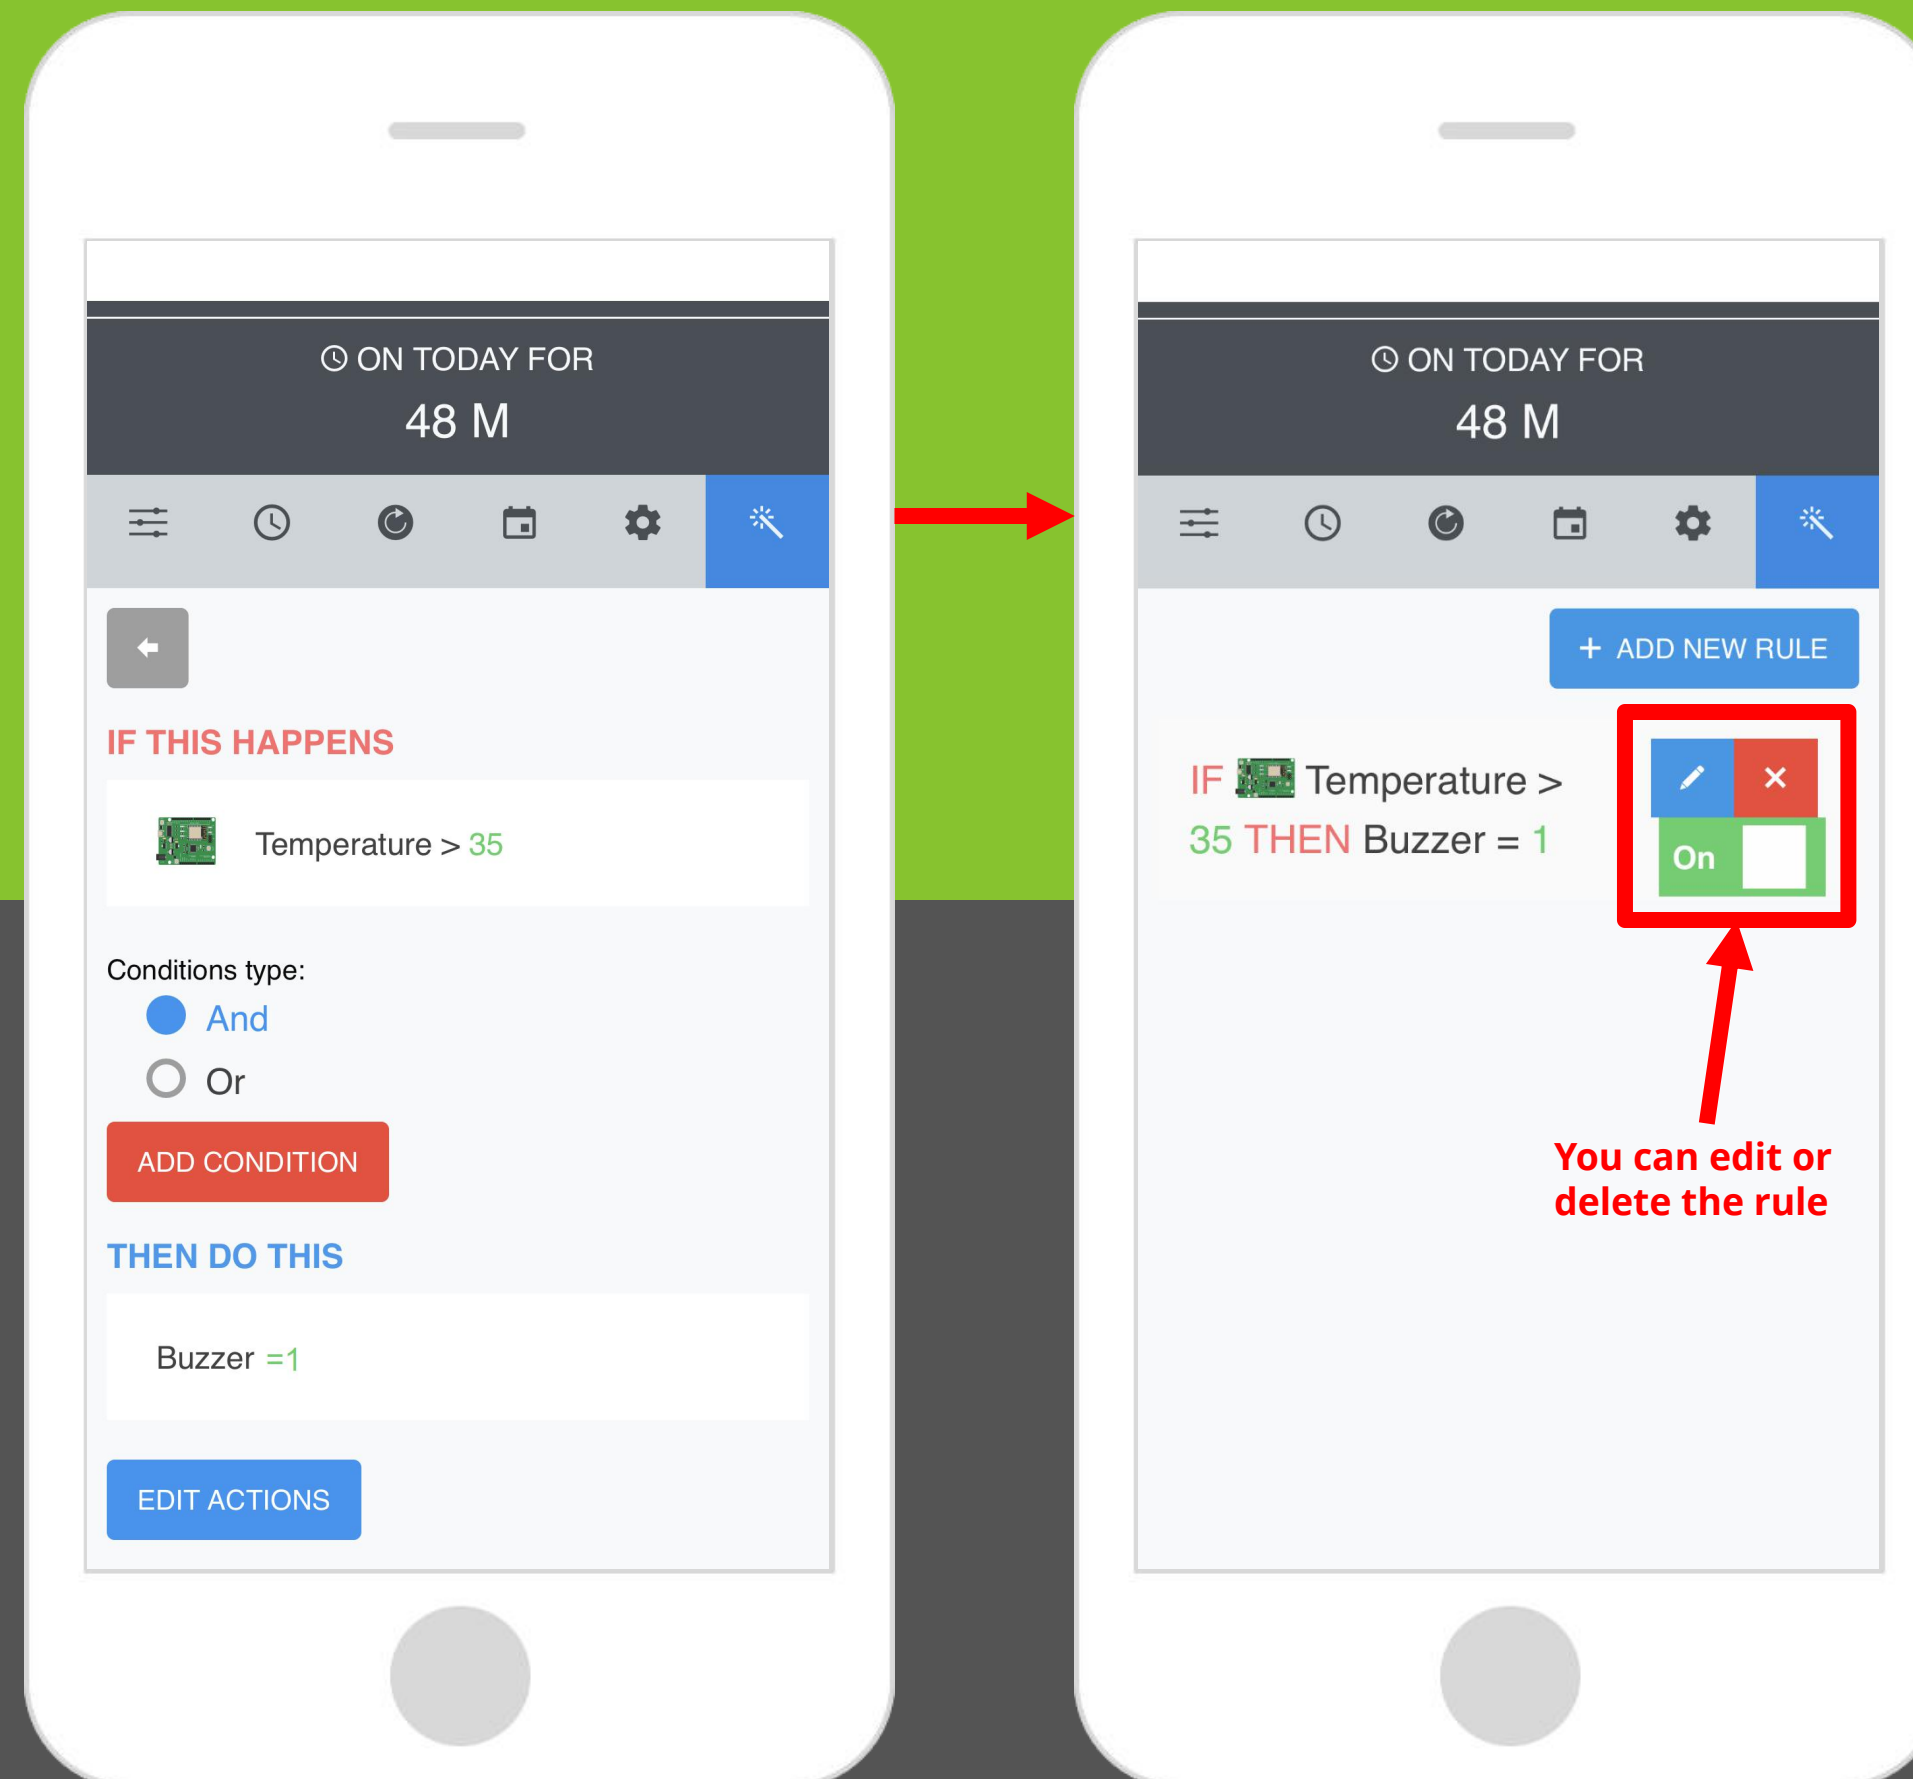 ON TODAY FOR
48 M
IF THIS HAPPENS
Temperature > 35
Conditions type:
And
Or
ADD CONDITION
THEN DO THIS
Buzzer =1
EDIT ACTIONS
ON TODAY FOR
48 M
+ ADD NEW RULE
IF Temperature >
35 THEN Buzzer = 1
On
You can edit or
delete the rule